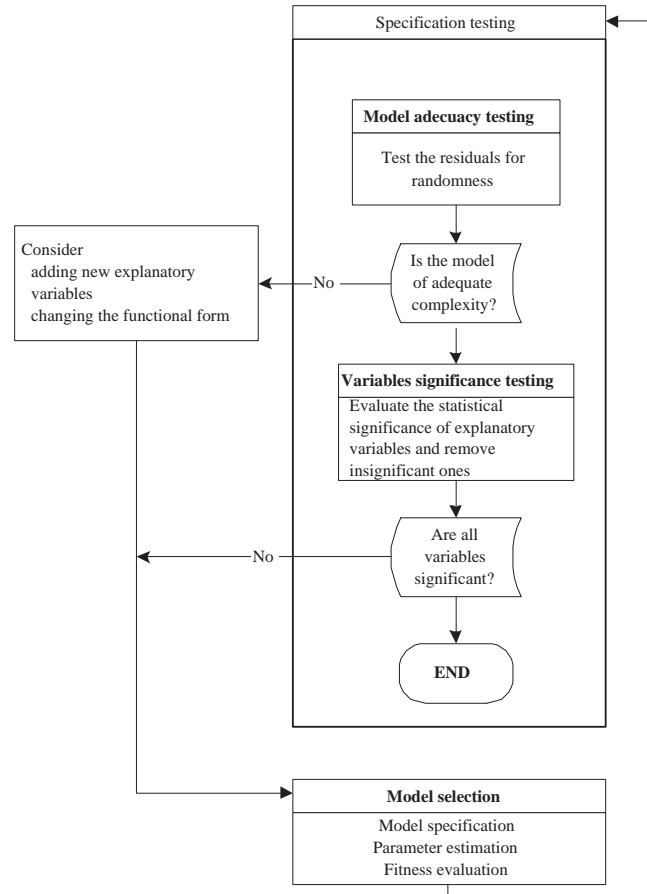 Specification testing
Model adecuacy testing
Test the residuals for
randomness
Is the model
of adequate
complexity?
No
Consider
adding new explanatory
variables
changing the functional form
Variables significance testing
Evaluate the statistical
significance of explanatory
variables and remove
insignificant ones
Are all
variables
significant?
No
END
Model selection
Model specification
Parameter estimation
Fitness evaluation